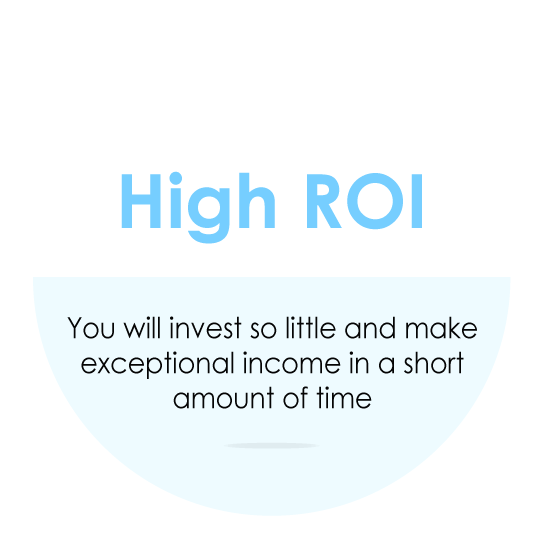 High ROI
You will invest so little and make
exceptional income in a short
amount of time